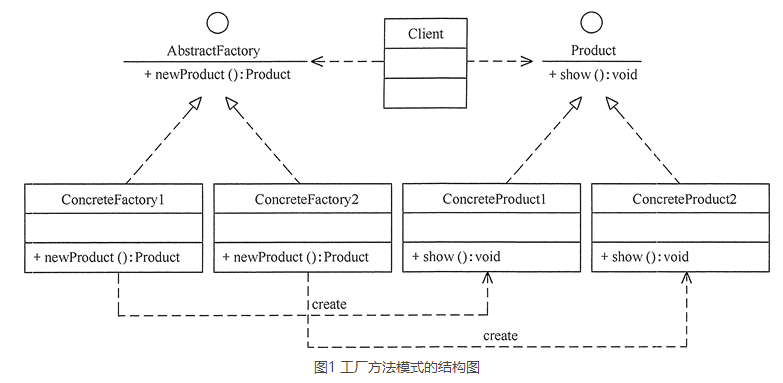 Client
AbstractFactory
+ newProduct ():Product
Product
+ show ():void
ConcreteFactory1
+ newProduct ():Product
ConcreteFactory2
+ newProduct ():Product
ConcreteProduct1
+ show ():void
ConcreteProduct2
+ show ():void
create
create
图1 工厂方法模式的结构图